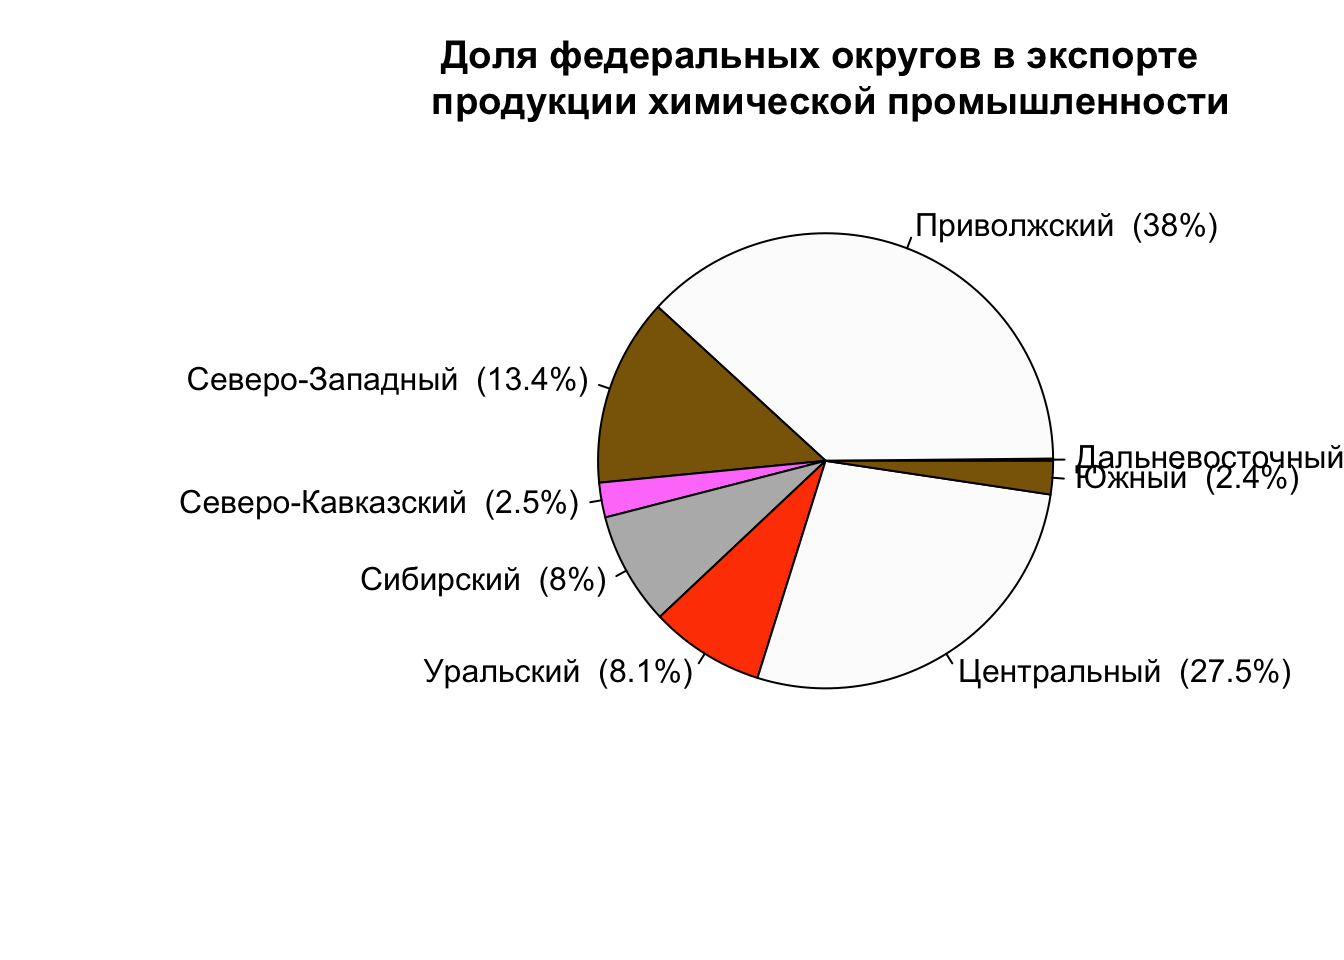 Доля федеральных округов в экспорте
продукции химической промышленности
Приволжский (38%)
Северо-Западный (13.4%)
Дальневосточный
Южный (2.4%)
Северо-Кавказский (2.5%)
Сибирский (8%)
Уральский (8.1%)
Центральный (27.5%)